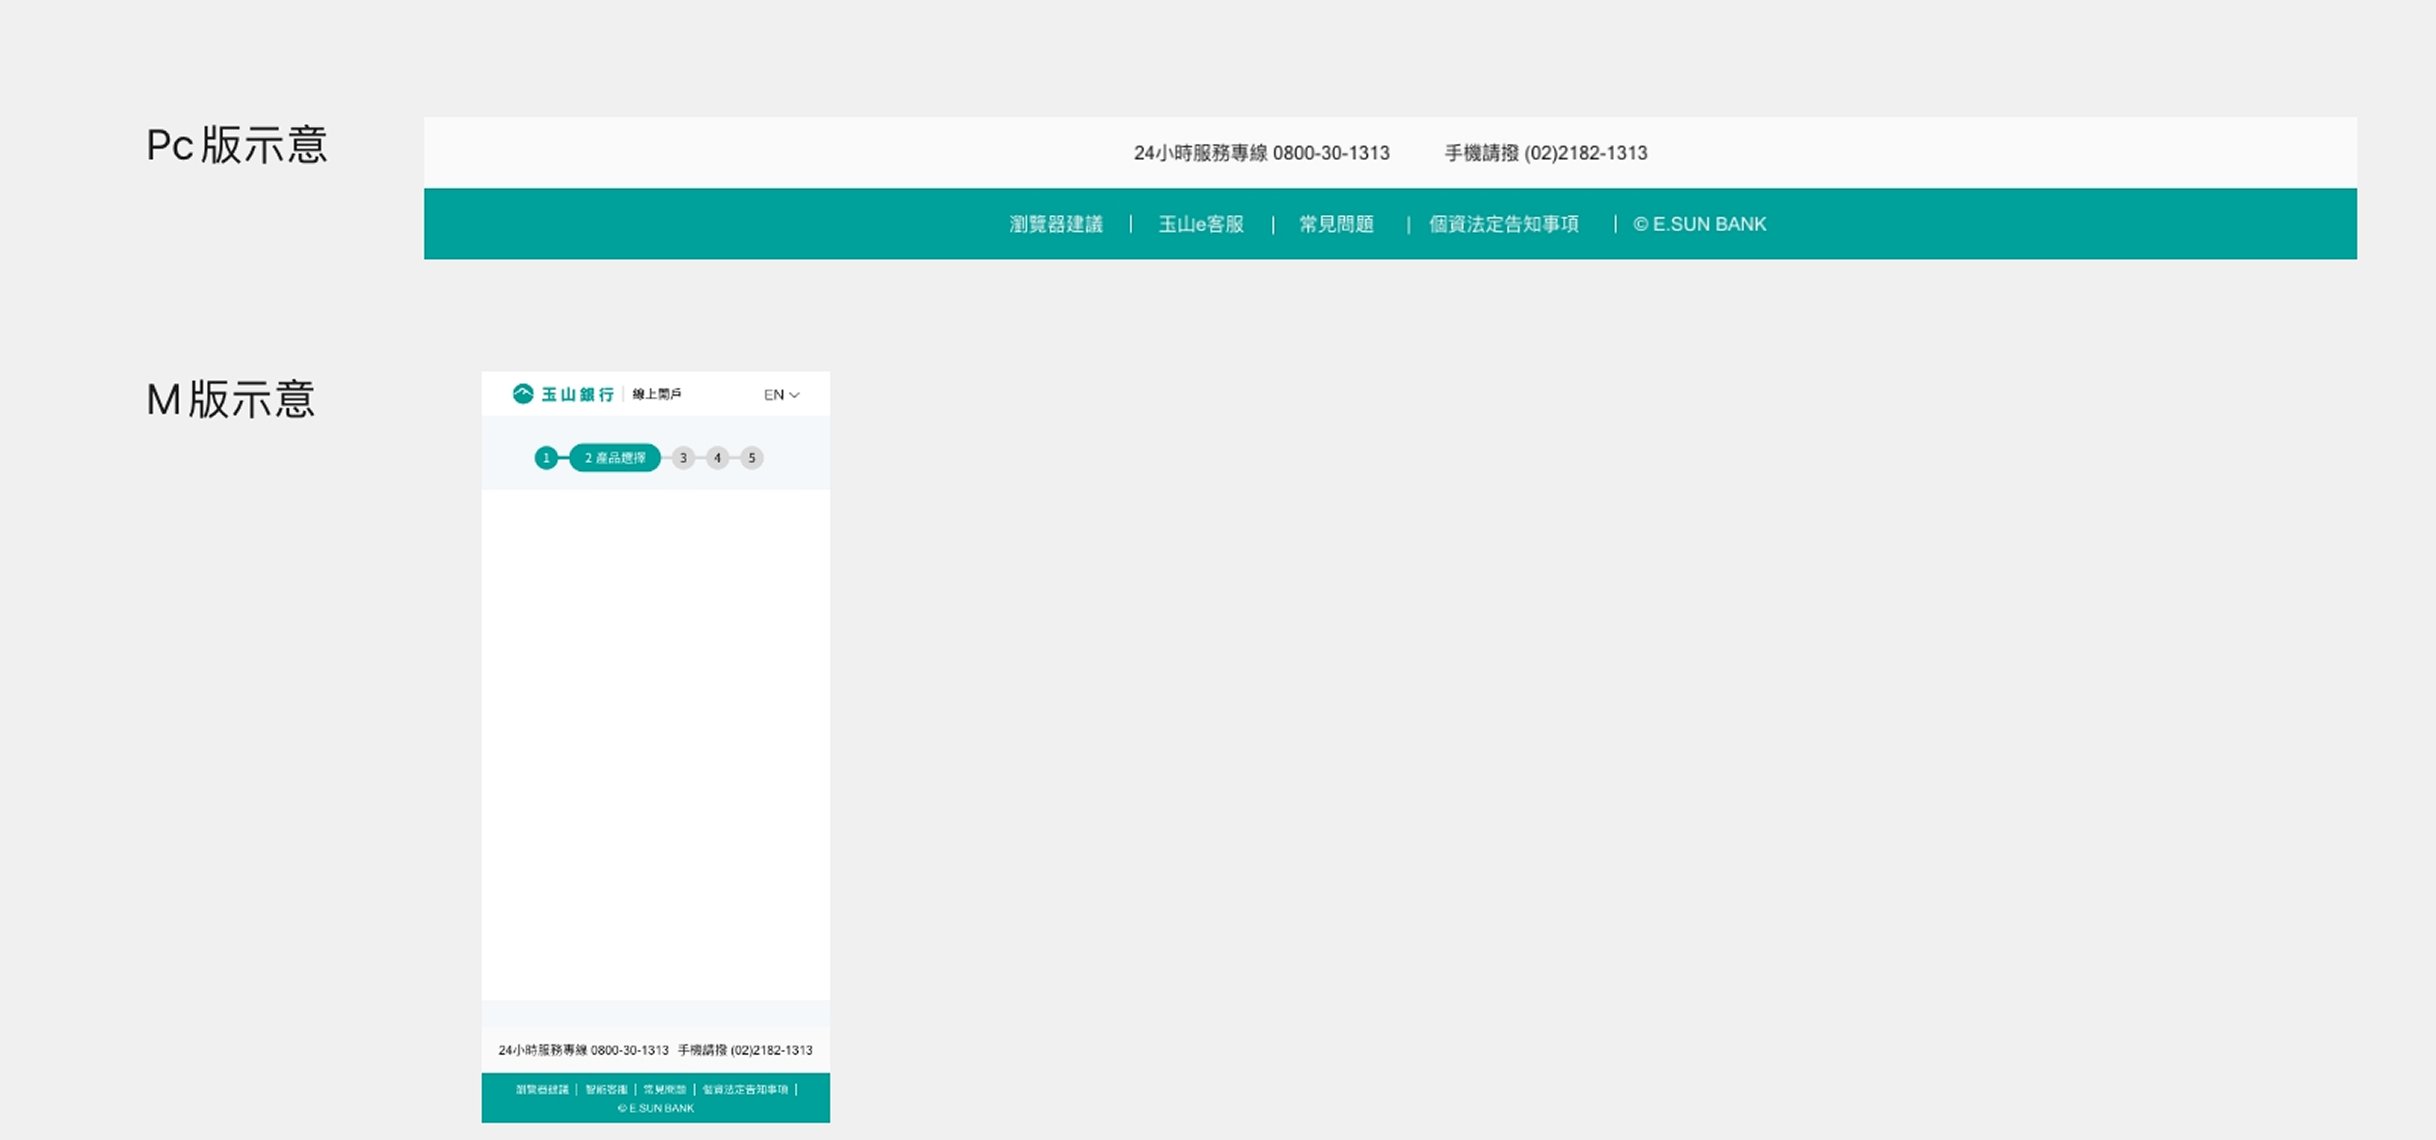 Pc版示意
24小時服務專線 0800-30-1313 手機請撥 (02)2182-1313
瀏覽器建議 | 玉山e客服 | 常見問題 | 個資法定告知事項 | © E.SUN BANK
M版示意
玉山銀行 | 線上開戶 EN
1 2 產品選擇 3 4 5
24小時服務專線 0800-30-1313 手機請撥 (02)2182-1313
瀏覽器建議 | 智能客服 | 常見問題 | 個資法定告知事項 |
© E.SUN BANK